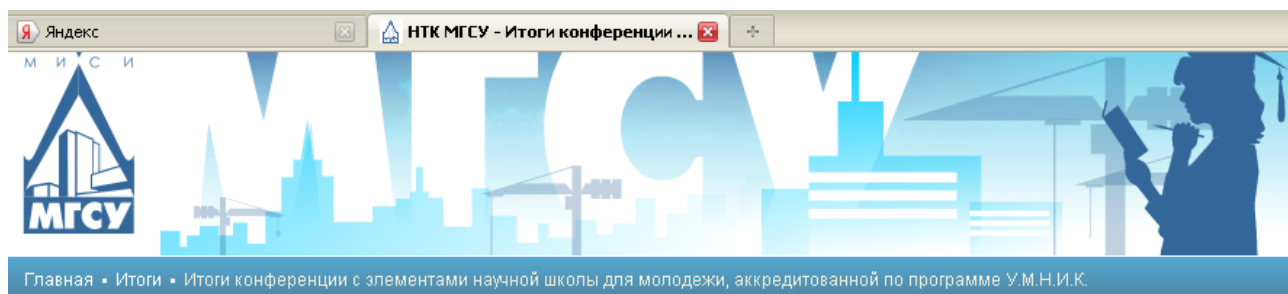 Яндекс
НТК МГСУ - Итоги конференции ...
МИСИ
МГСУ
МГСУ
Главная • Итоги • Итоги конференции с элементами научной школы для молодежи, аккредитованной по программе У.М.Н.И.К.